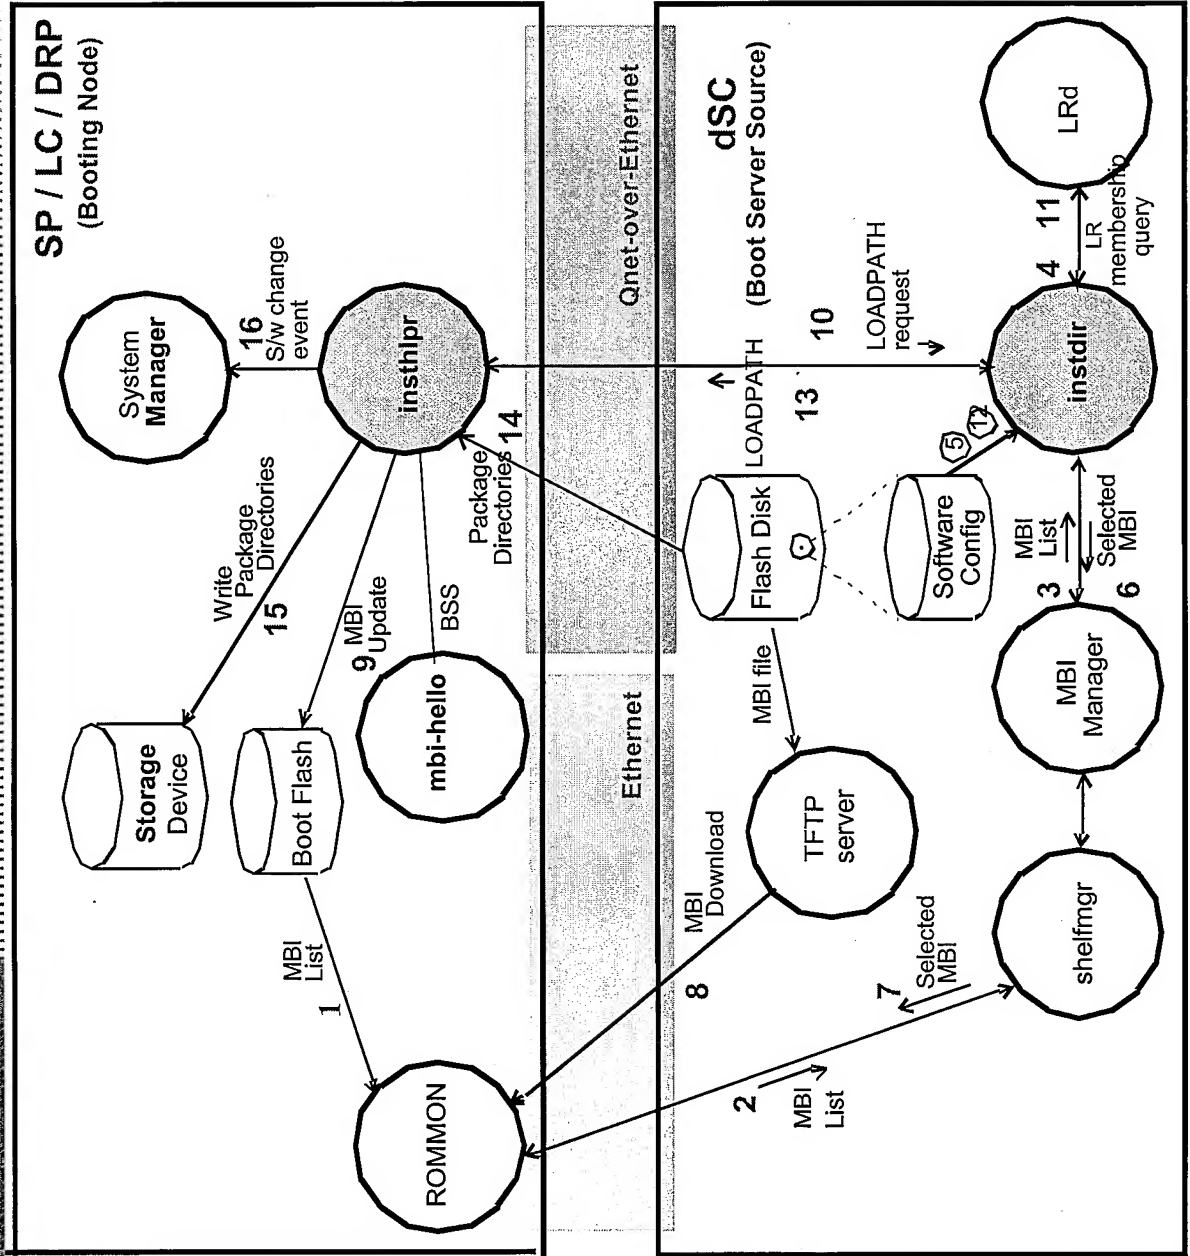 SP / LC / DRP
(Booting Node)
System
Manager
16
S/w change
event
insthlpr
Write
Package
Directories
15
Storage
Device
Boot Flash
9
MBI
Update
BSS
mbi-hello
Package
Directories
14
MBI
List
1
ROMMON
Qnet-over-Ethernet
Ethernet
dSC
(Boot Server Source)
LRd
11
LR
membership
query
4
10
LOADPATH
request
LOADPATH
13
instdir
5
12
Flash Disk
Software
Config
MBI
List
Selected
MBI
3
6
MBI
Manager
MBI file
TFTP
server
MBI
Download
8
7
Selected
MBI
shelfmgr
2
MBI
List